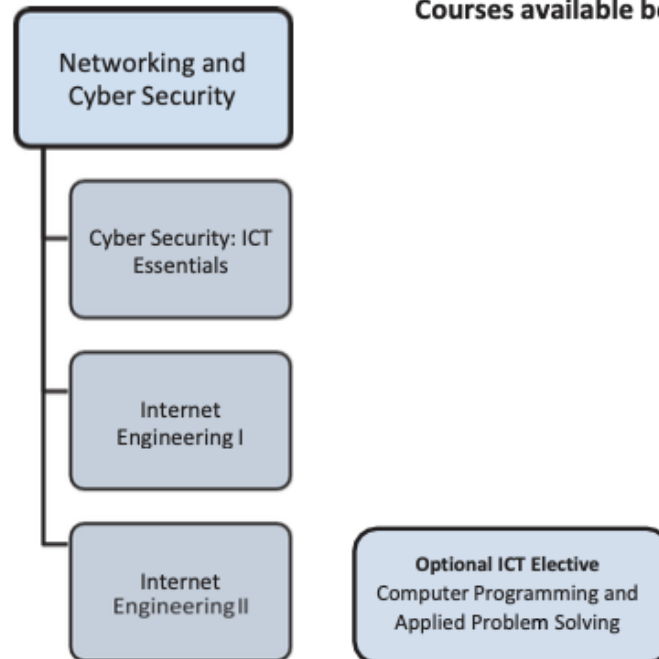 Courses available
Networking and
Cyber Security
Cyber Security: ICT
Essentials
Internet
Engineering I
Internet
Engineering II
Optional ICT Elective
Computer Programming and
Applied Problem Solving